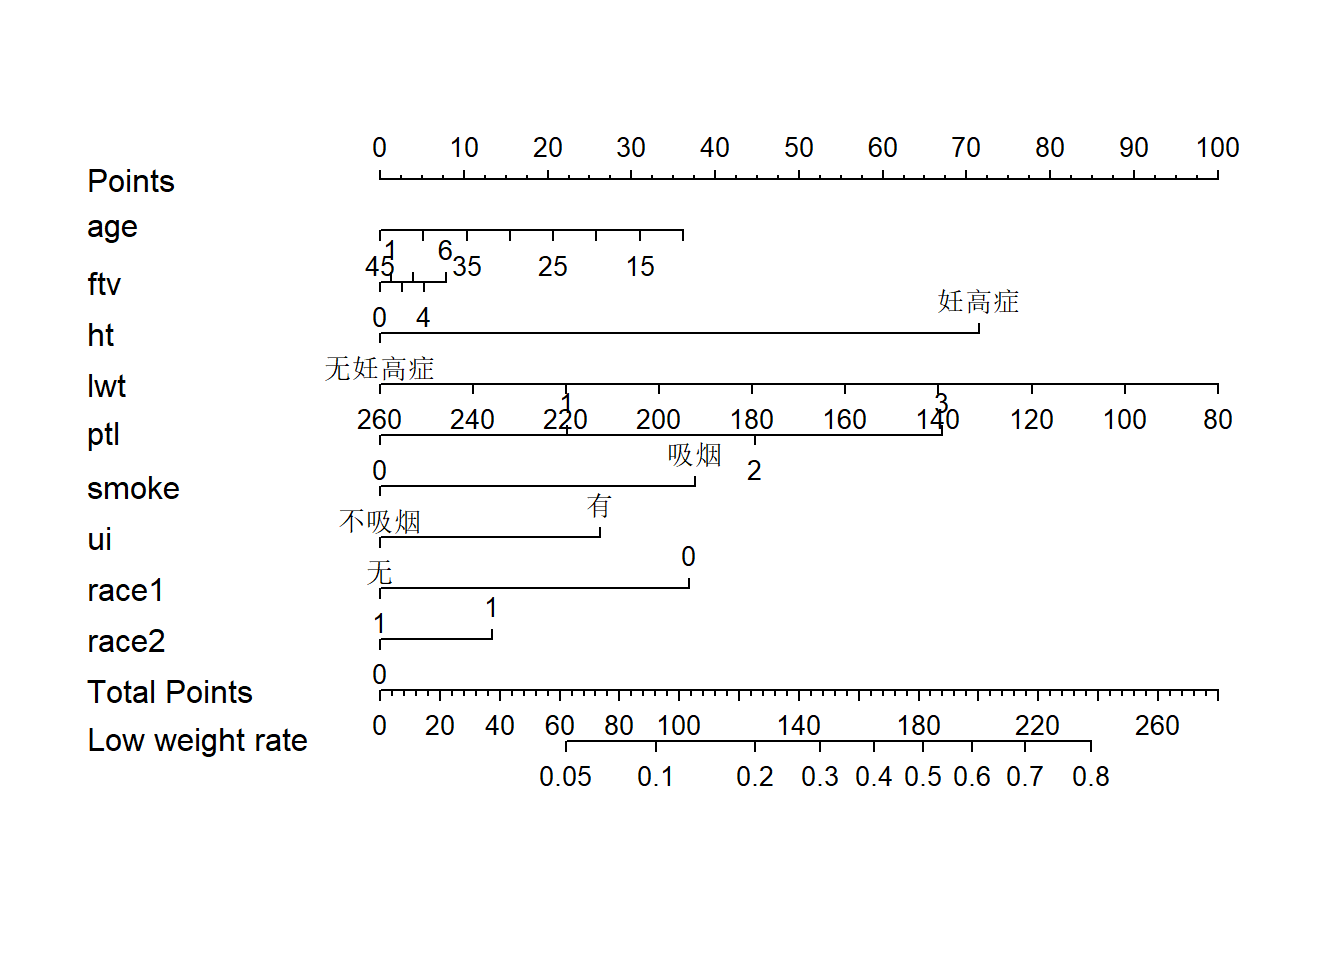 0 10 20 30 40 50 60 70 80 90 100
Points
age
1 6
45 35 25 15
ftv
妊高症
0 4
ht
无妊高症
lwt
1 3
260 240 220 200 180 160 140 120 100 80
ptl
吸烟
0 2
smoke
有
不吸烟
ui
0
无
race1
1
1
race2
0
Total Points
0 20 40 60 80 100 140 180 220 260
Low weight rate
0.05 0.1 0.2 0.3 0.4 0.5 0.6 0.7 0.8